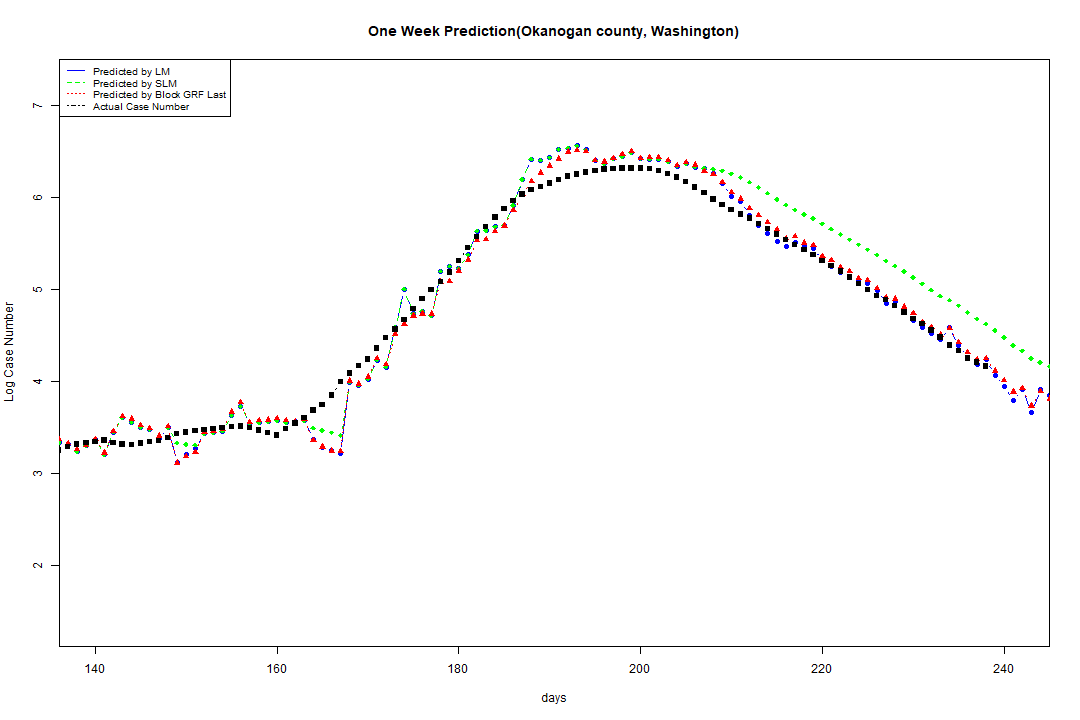 One Week Prediction(Okanogan county, Washington)
Predicted by LM
Predicted by SLM
Predicted by Block GRF Last
Actual Case Number
7
6
5
4
3
2
Log Case Number
140 160 180 200 220 240
days